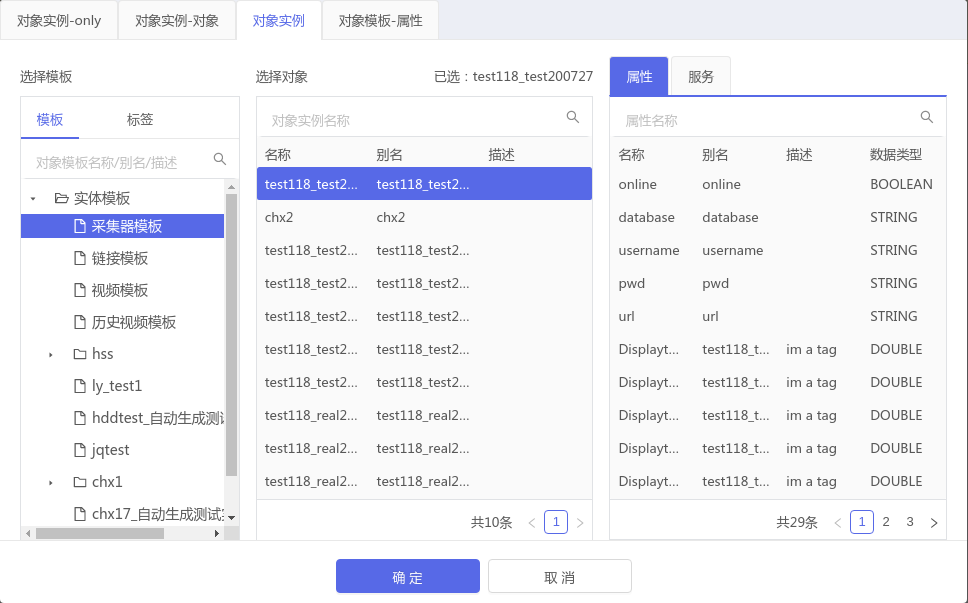 对象实例-only 对象实例-对象 对象实例 对象模板-属性
选择模板
模板 标签
对象模板名称/别名/描述
实体模板
采集器模板
链接模板
视频模板
历史视频模板
hss
ly_test1
hddtest_自动生成测
jqtest
chx1
chx17_自动生成测试
选择对象 已选：test118_test200727
对象实例名称
名称 别名 描述
test118_test2... test118_test2...
chx2 chx2
test118_test2... test118_test2...
test118_test2... test118_test2...
test118_test2... test118_test2...
test118_test2... test118_test2...
test118_test2... test118_test2...
test118_real2... test118_real2...
test118_real2... test118_real2...
test118_real2... test118_real2...
共10条 < 1 >
属性 服务
属性名称
名称 别名 描述 数据类型
online online BOOLEAN
database database STRING
username username STRING
pwd pwd STRING
url url STRING
Displayt... test118_t... im a tag DOUBLE
Displayt... test118_t... im a tag DOUBLE
Displayt... test118_t... im a tag DOUBLE
Displayt... test118_t... im a tag DOUBLE
Displayt... test118_t... im a tag DOUBLE
共29条 < 1 2 3 >
确 定 取 消